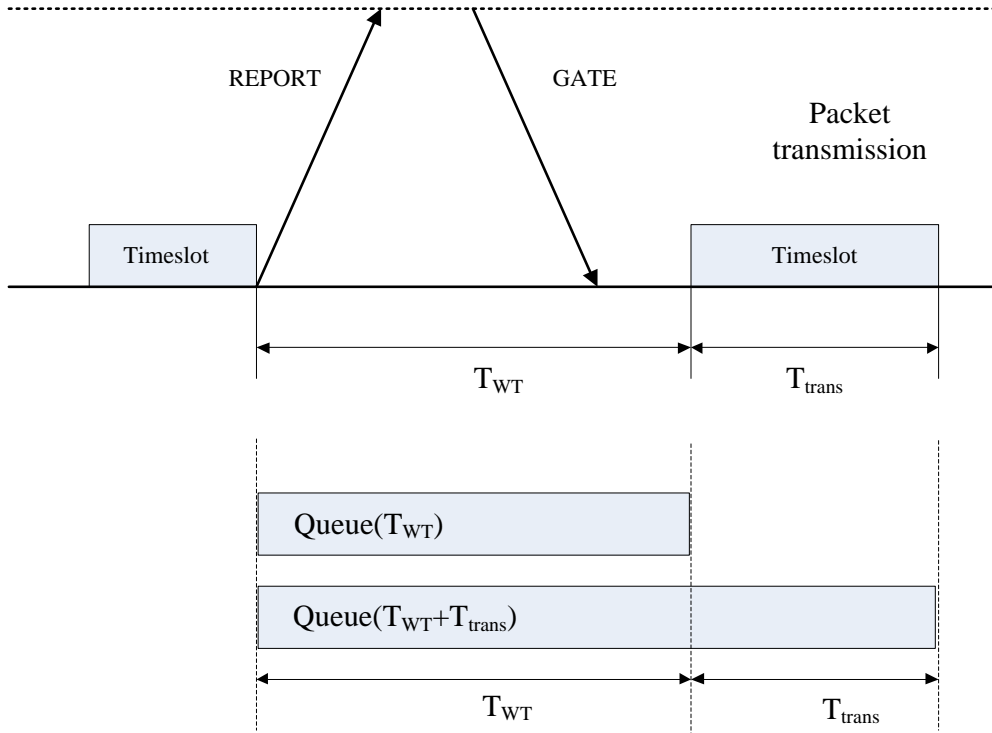 REPORT
GATE
Packet
transmission
Timeslot
Timeslot
T_WT
T_trans
Queue(T_WT)
Queue(T_WT+T_trans)
T_WT
T_trans